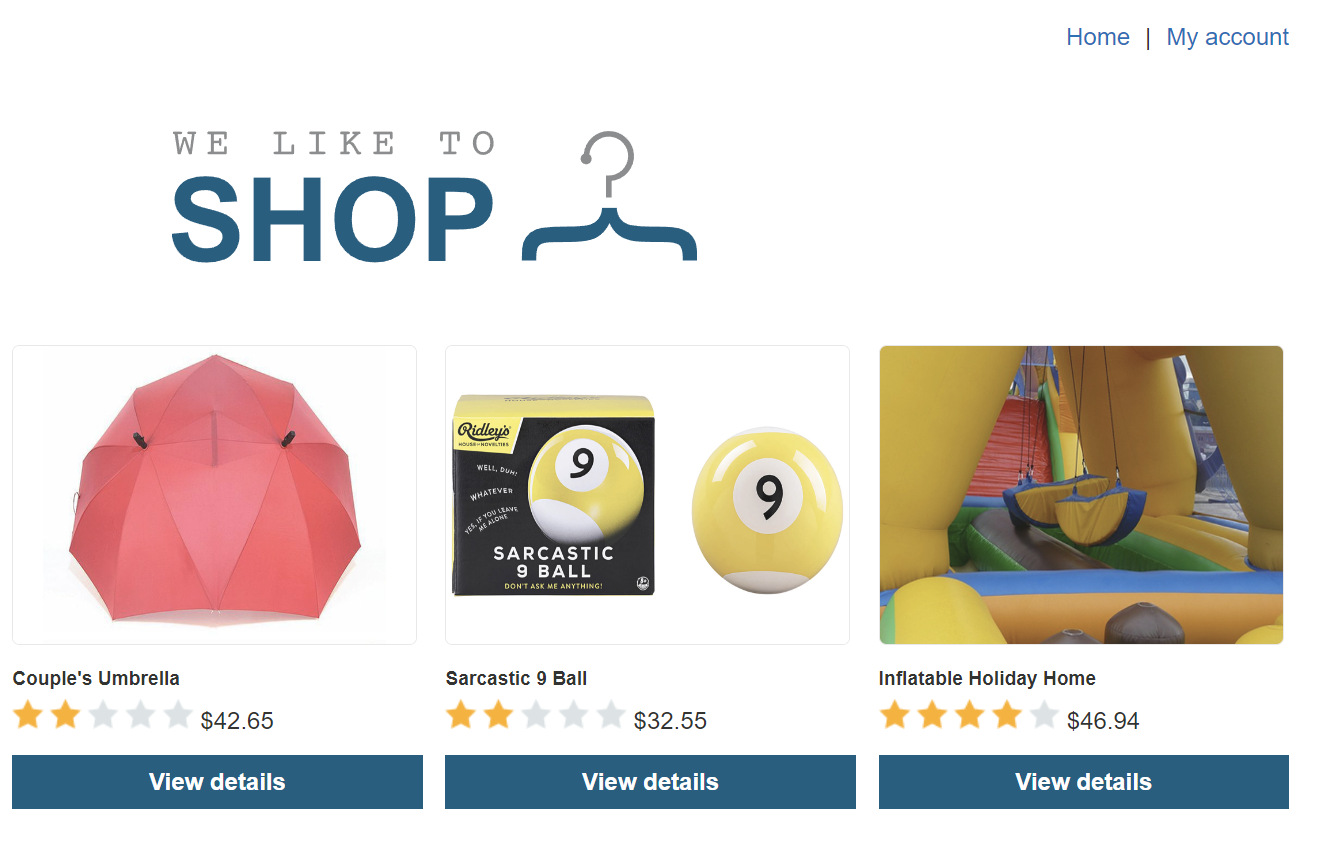 Home | My account
WE LIKE TO
SHOP
Ridley's
HOUSE OF NOVELTIES
WELL, DUH!
WHATEVER
YES, IF YOU LEAVE
ME ALONE
SARCASTIC
9 BALL
DON'T ASK ME ANYTHING!
9
9
Couple's Umbrella
Sarcastic 9 Ball
Inflatable Holiday Home
$42.65
$32.55
$46.94
View details
View details
View details